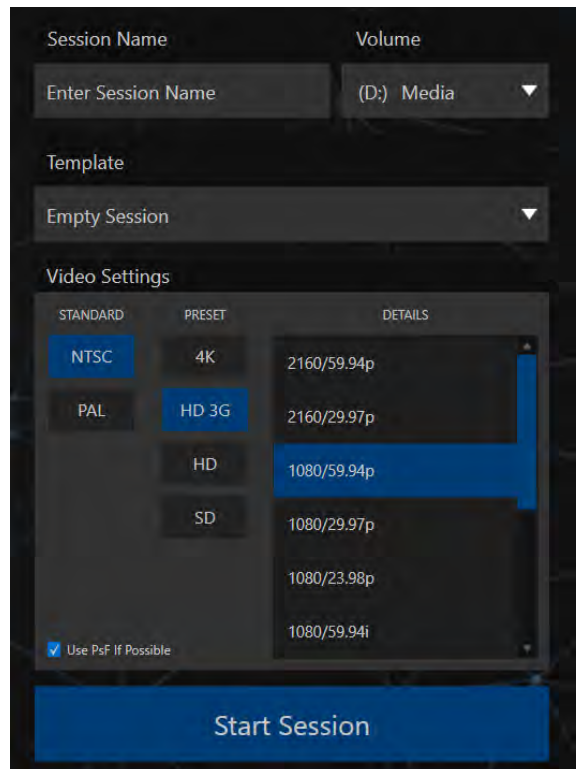 Session Name
Volume
Enter Session Name
(D:) Media
Template
Empty Session
Video Settings
STANDARD
PRESET
DETAILS
NTSC
4K
2160/59.94p
PAL
HD 3G
2160/29.97p
HD
1080/59.94p
SD
1080/29.97p
1080/23.98p
1080/59.94i
Use PsF If Possible
Start Session